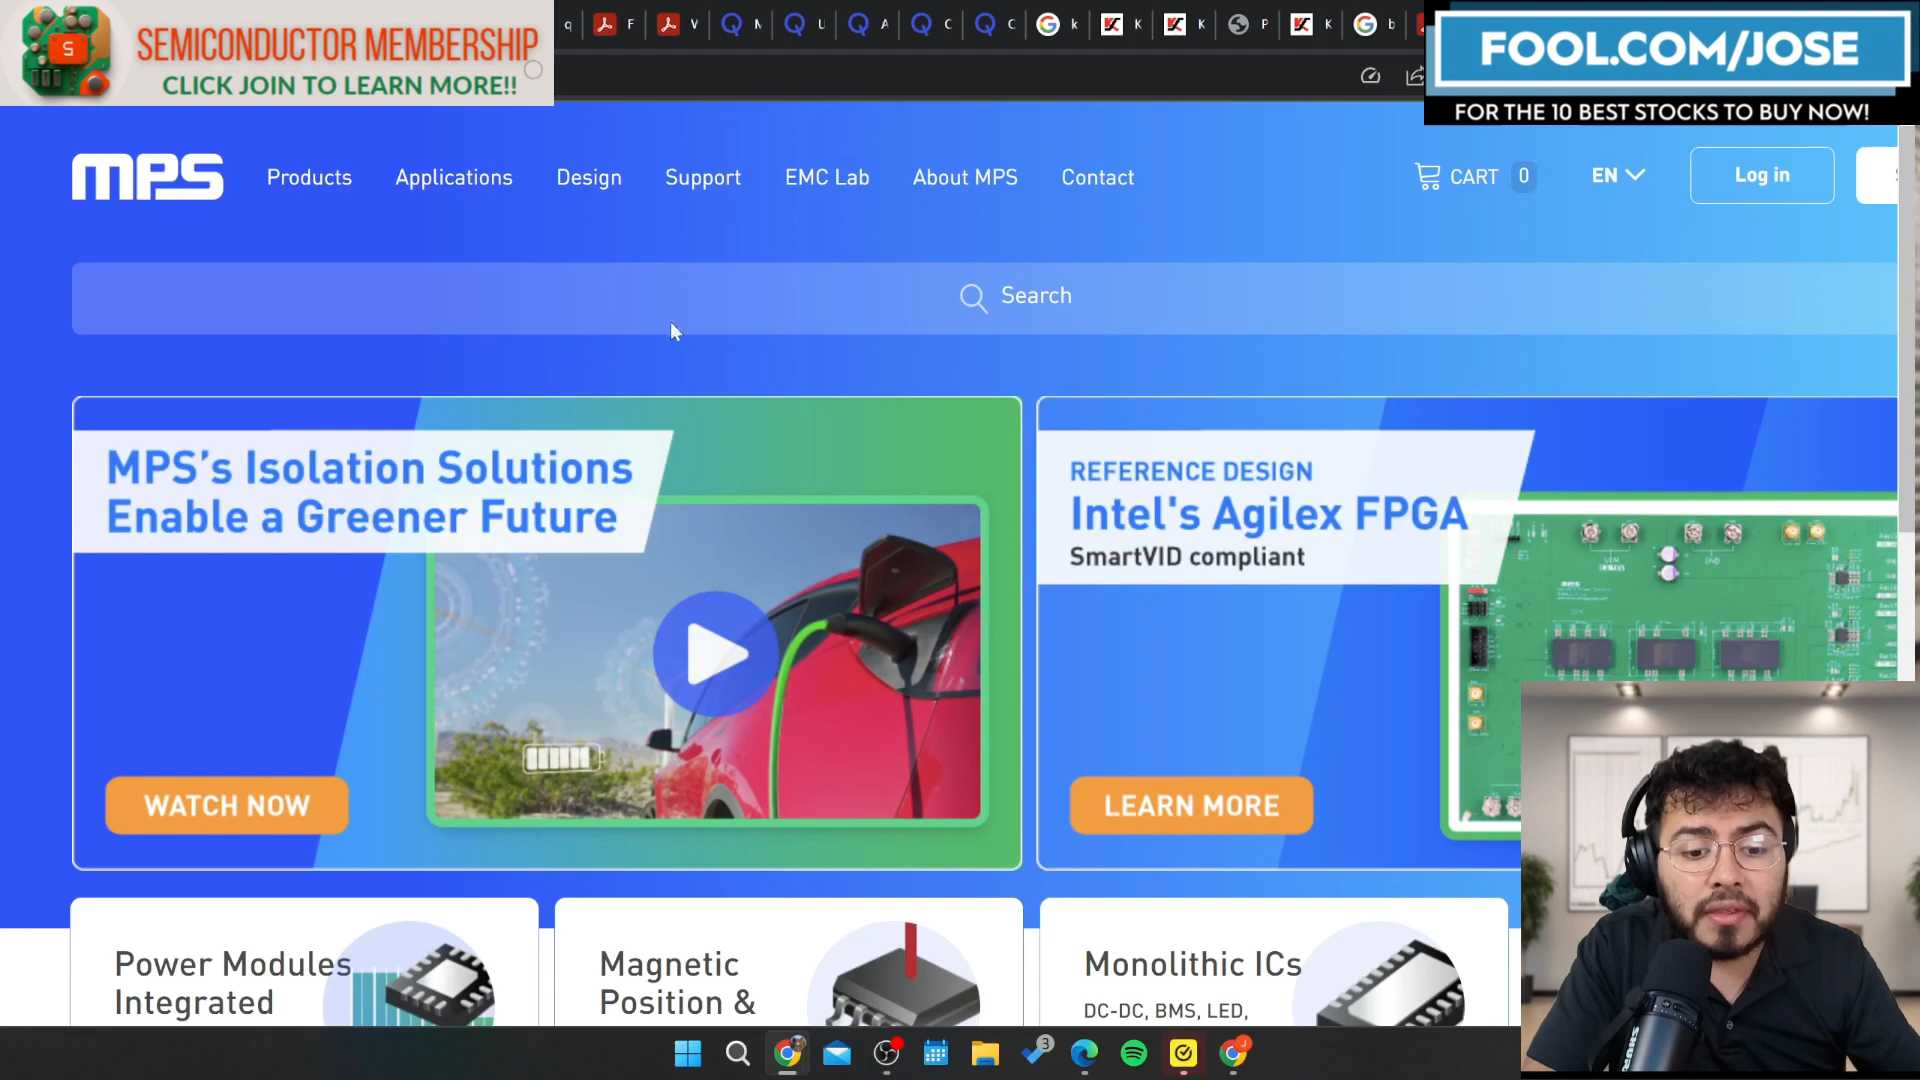 SEMICONDUCTOR MEMBERSHIP
CLICK JOIN TO LEARN MORE!!
S
FOOL.COM/JOSE
FOR THE 10 BEST STOCKS TO BUY NOW!
mPS
Products
Applications
Design
Support
EMC Lab
About MPS
Contact
CART 0
EN
Log in
Search
MPS's Isolation Solutions
Enable a Greener Future
WATCH NOW
REFERENCE DESIGN
Intel's Agilex FPGA
SmartVID compliant
LEARN MORE
Power Modules
Integrated
Magnetic
Position &
Monolithic ICs
DC-DC, BMS, LED,
3